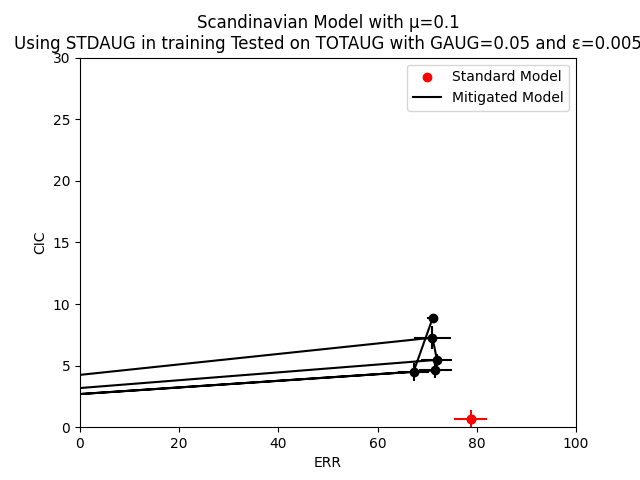 Scandinavian Model with μ=0.1
Using STDAUG in training Tested on TOTAUG with GAUG=0.05 and ε=0.005
Standard Model
Mitigated Model
CIC
30
25
20
15
10
5
0
0 20 40 60 80 100
ERR